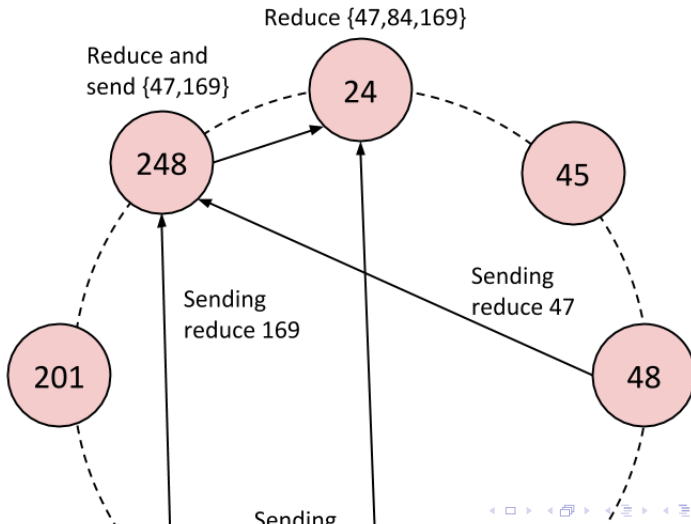 Reduce {47,84,169}
Reduce and
send {47,169}
24
248
45
Sending
reduce 47
Sending
reduce 169
201
48
Sending